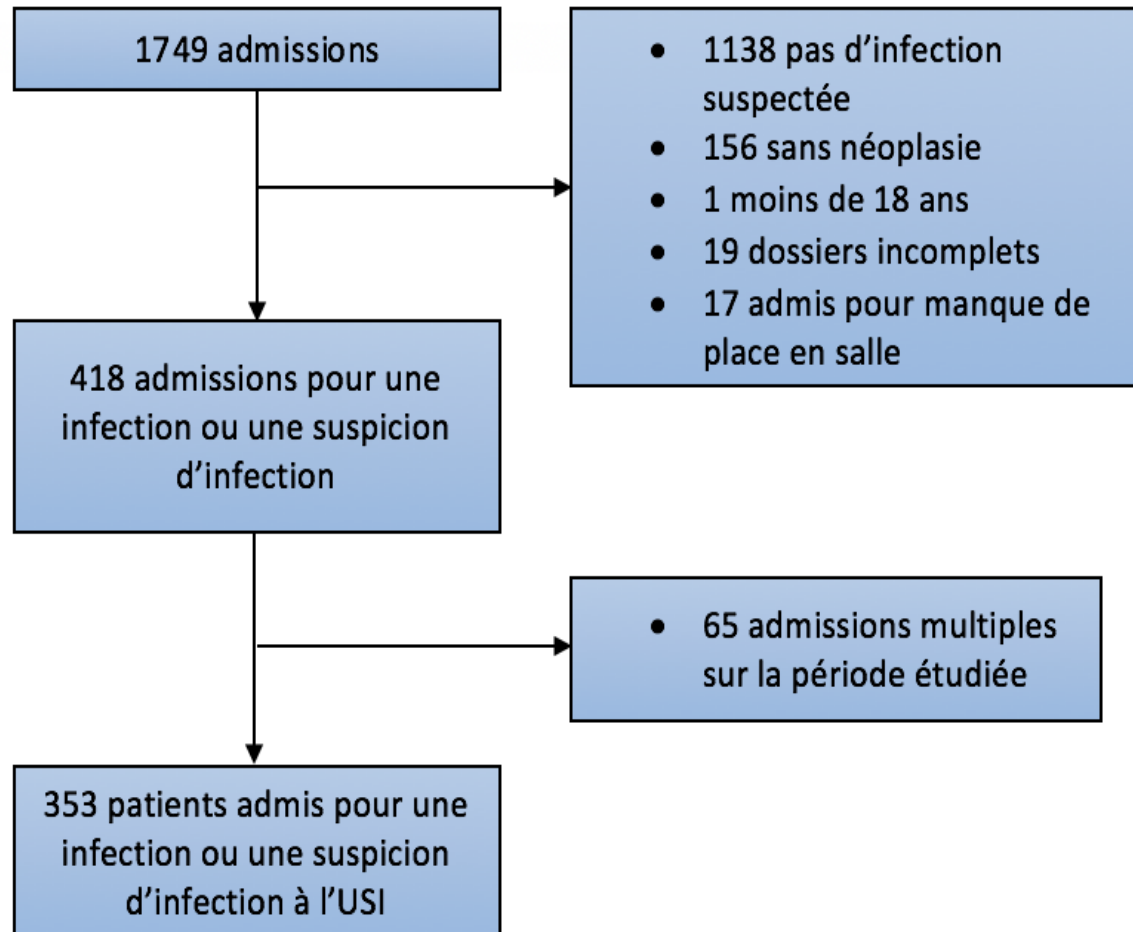 1749 admissions
• 1138 pas d’infection
suspectée
• 156 sans néoplasie
• 1 moins de 18 ans
• 19 dossiers incomplets
• 17 admis pour manque de
place en salle
418 admissions pour une
infection ou une suspicion
d’infection
• 65 admissions multiples
sur la période étudiée
353 patients admis pour une
infection ou une suspicion
d’infection à l’USI